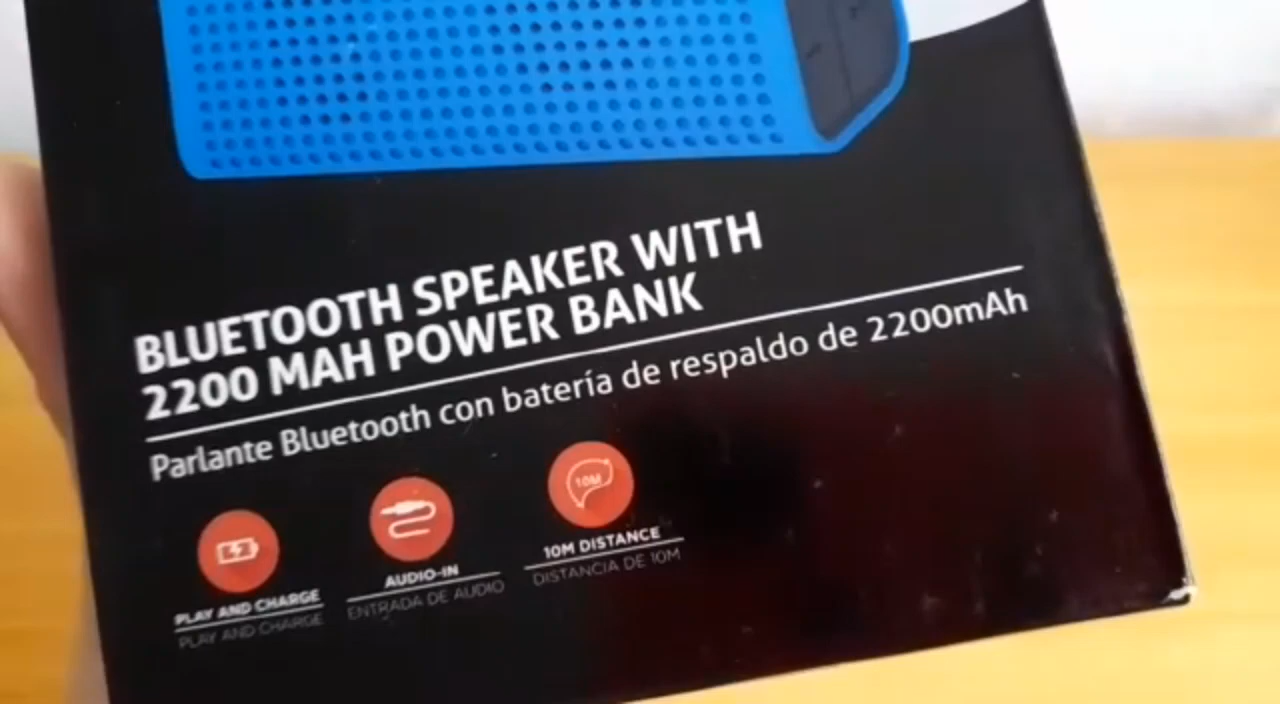 BLUETOOTH SPEAKER WITH
2200 MAH POWER BANK
Parlante Bluetooth con batería de respaldo de 2200mAh
PLAY AND CHARGE
PLAY AND CHARGE
AUDIO-IN
ENTRADA DE AUDIO
10M
10M DISTANCE
DISTANCIA DE 10M